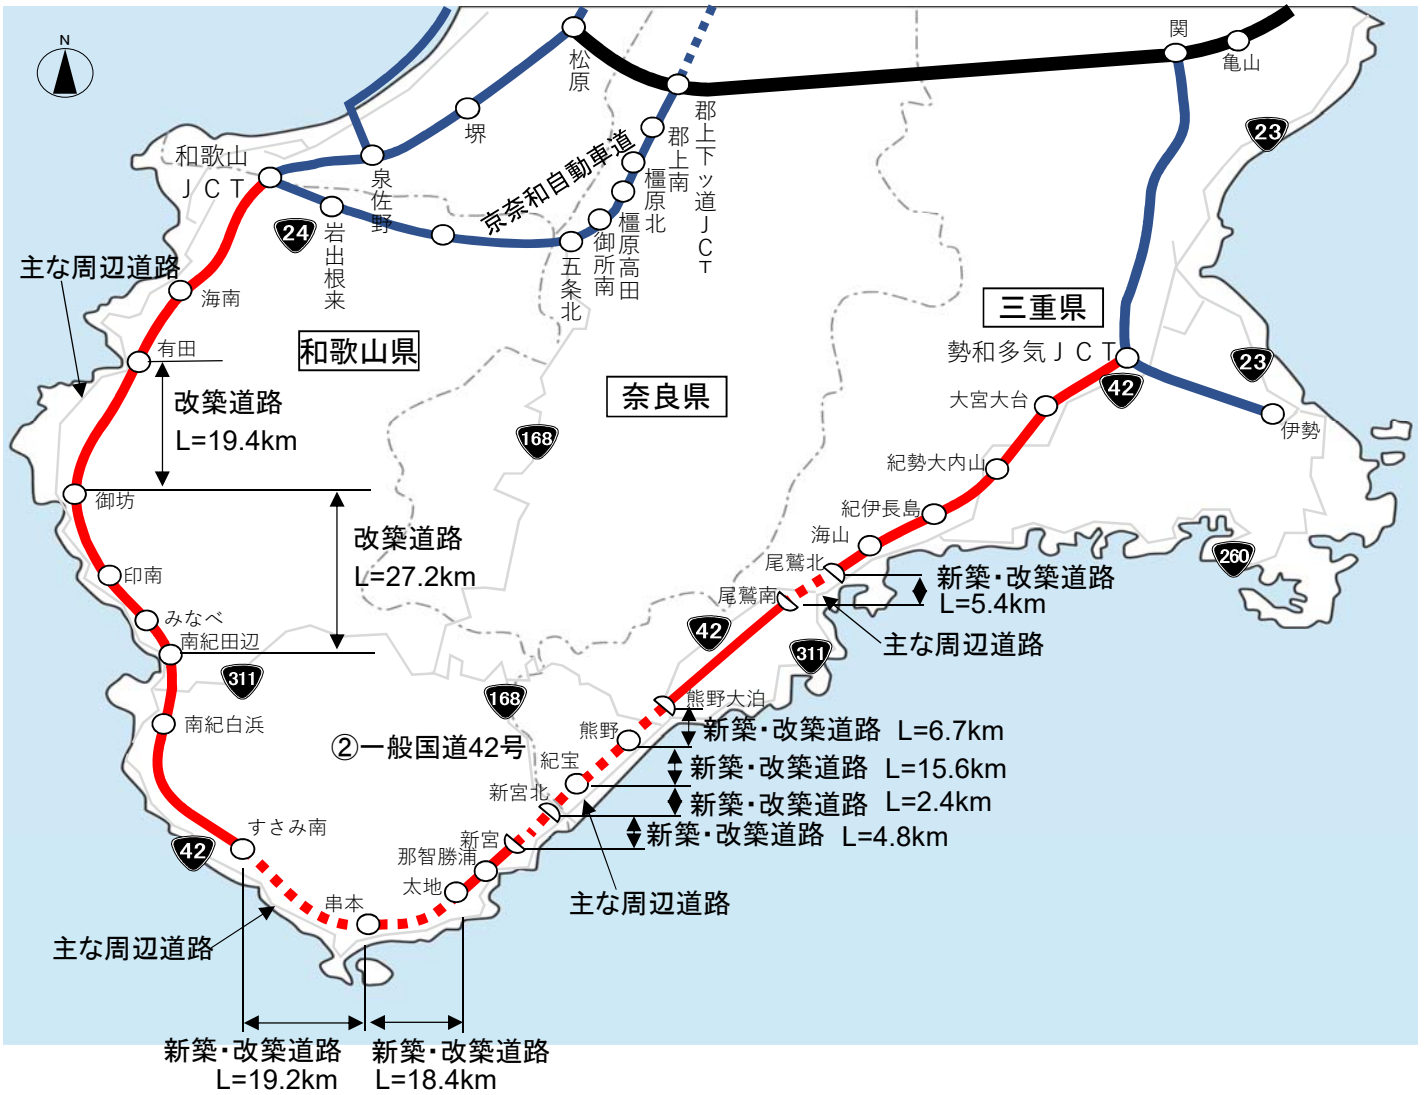 N
松原
関
亀山
堺
和歌山
ＪＣＴ
泉佐野
岩出根来
京奈和自動車道
五条北
御所南
橿原高田
橿原北
郡上南
郡上下ッ道ＪＣＴ
23
24
主な周辺道路
海南
有田
和歌山県
奈良県
三重県
勢和多気ＪＣＴ
42
23
大宮大台
伊勢
改築道路
L=19.4km
168
紀勢大内山
御坊
紀伊長島
海山
改築道路
L=27.2km
尾鷲北
260
印南
新築・改築道路
L=5.4km
尾鷲南
みなべ
42
南紀田辺
311
主な周辺道路
311
168
熊野大泊
南紀白浜
②一般国道42号
熊野
新築・改築道路 L=6.7km
紀宝
新築・改築道路 L=15.6km
新宮北
新築・改築道路 L=2.4km
すさみ南
新宮
新築・改築道路 L=4.8km
42
那智勝浦
太地
串本
主な周辺道路
主な周辺道路
新築・改築道路
L=19.2km
新築・改築道路
L=18.4km